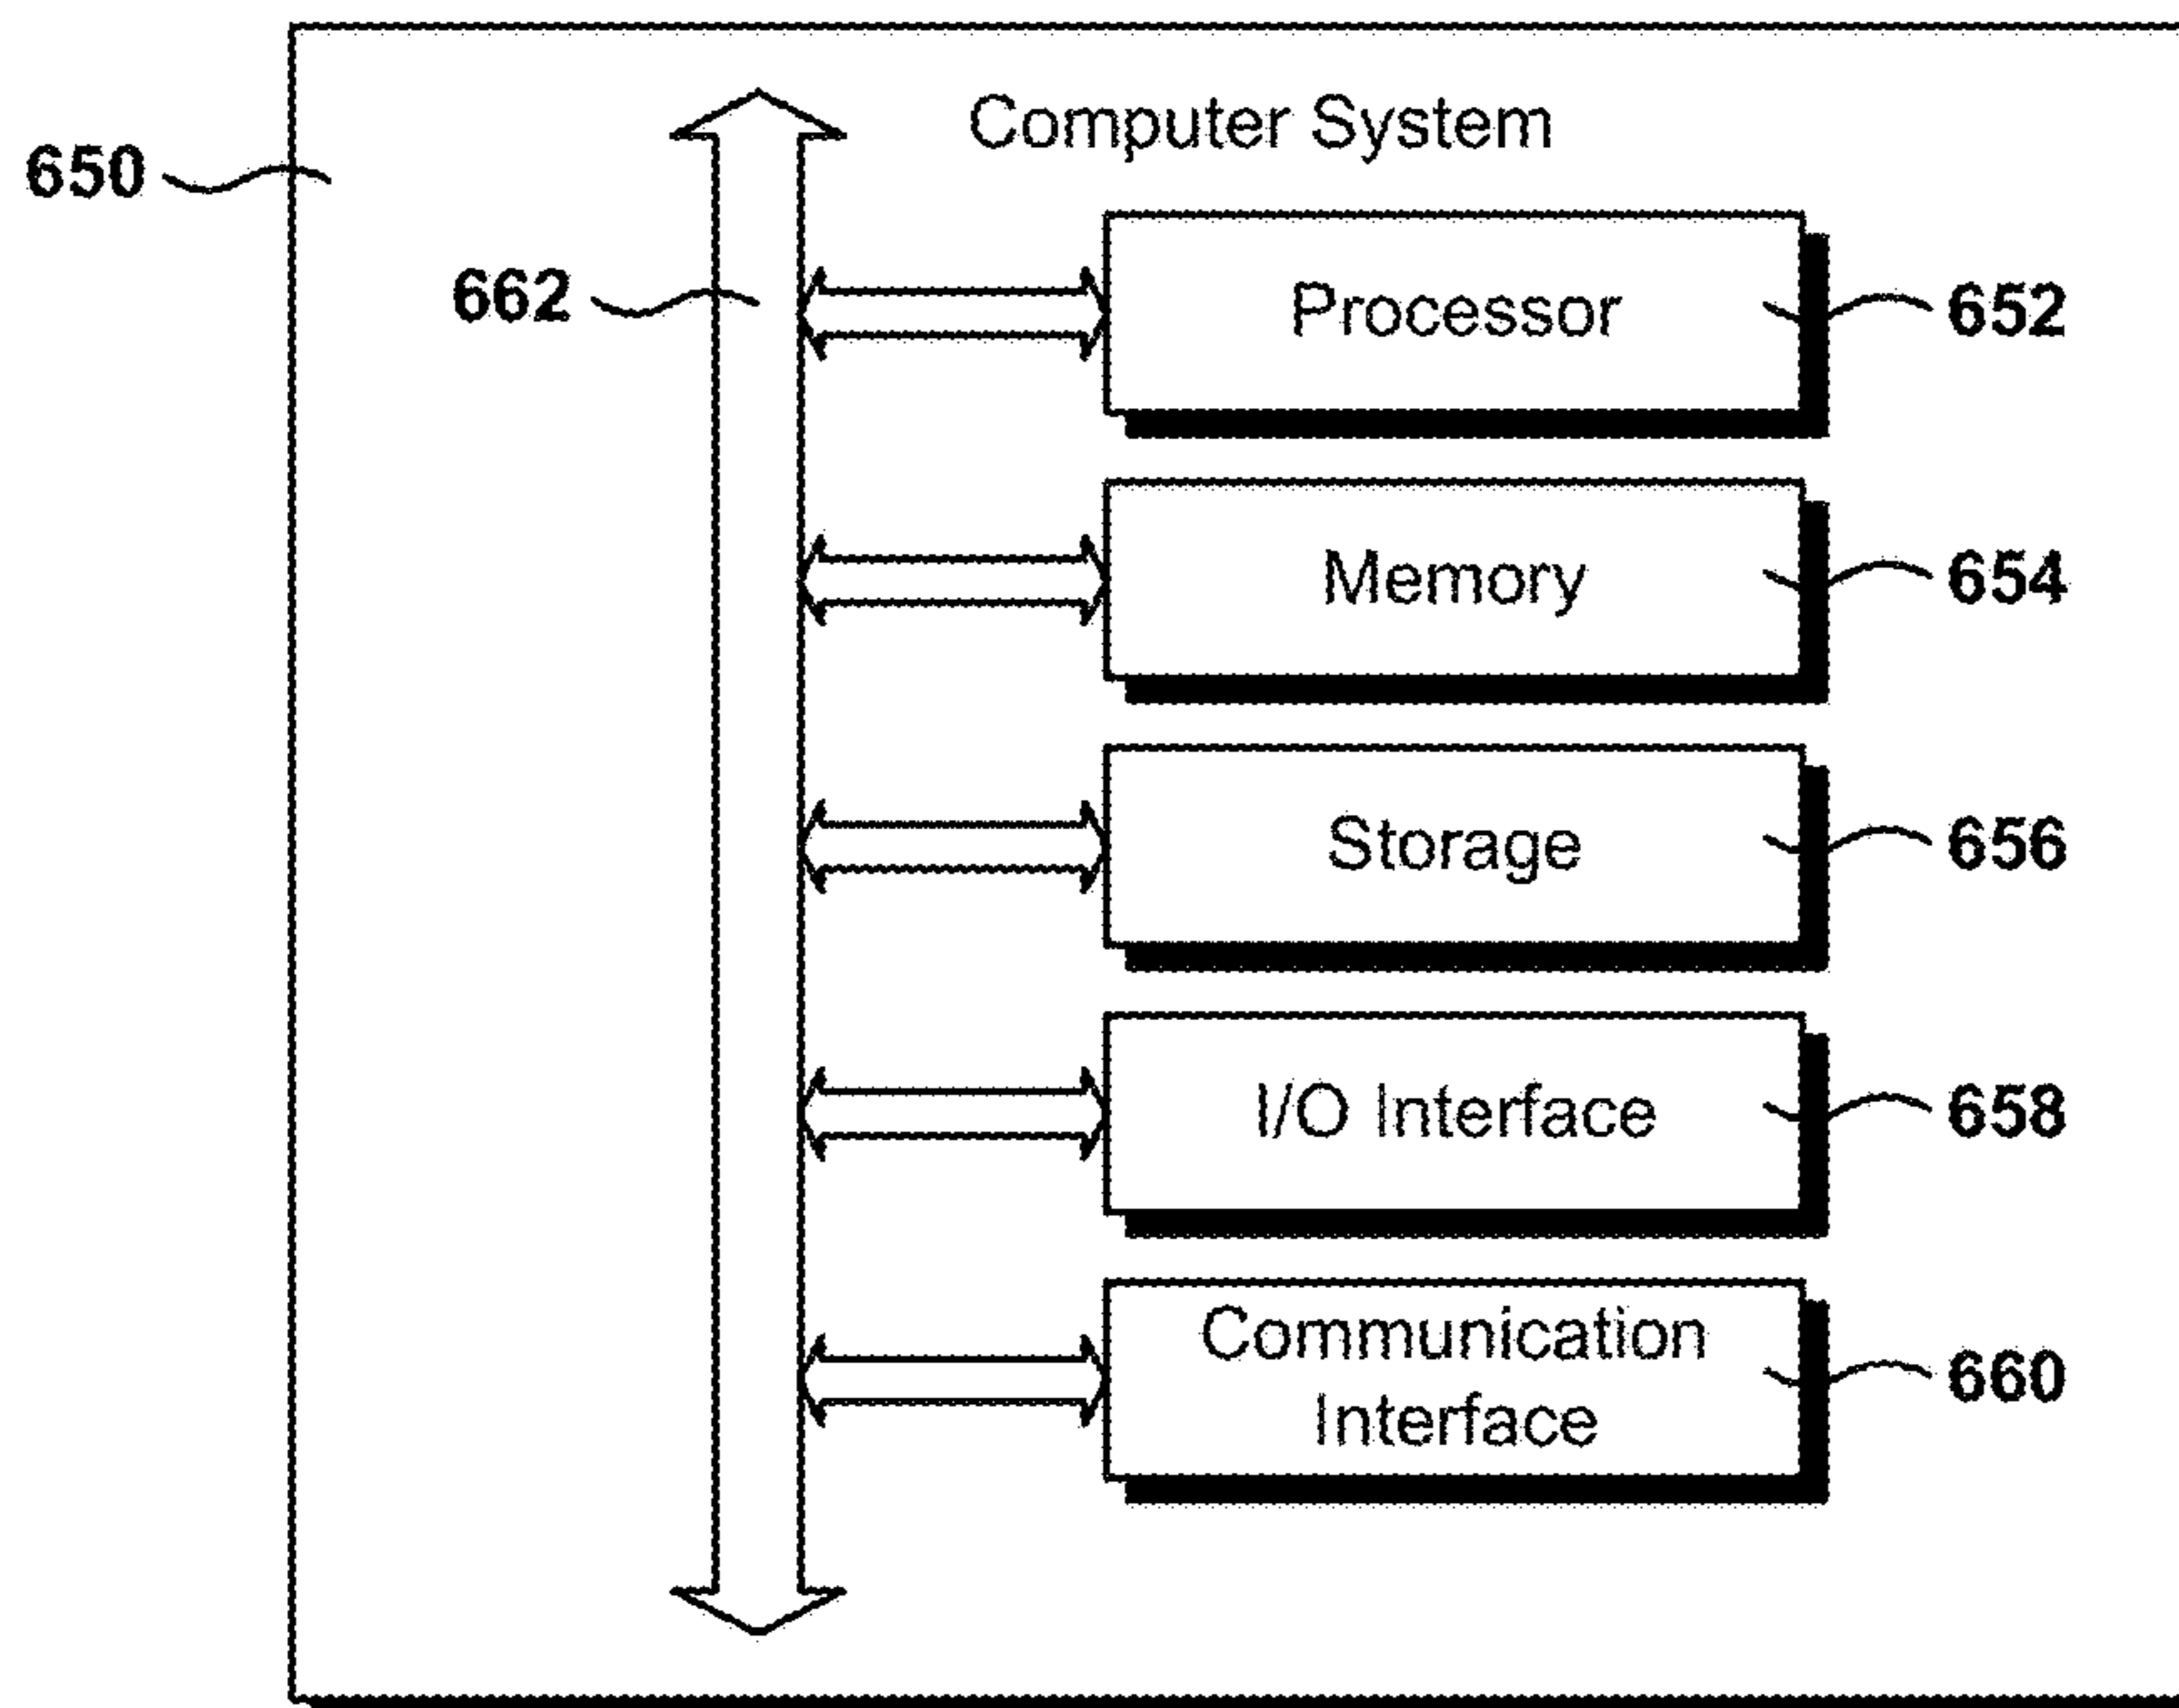 Computer System
650
662
Processor
652
Memory
654
Storage
656
I/O Interface
658
Communication
Interface
660